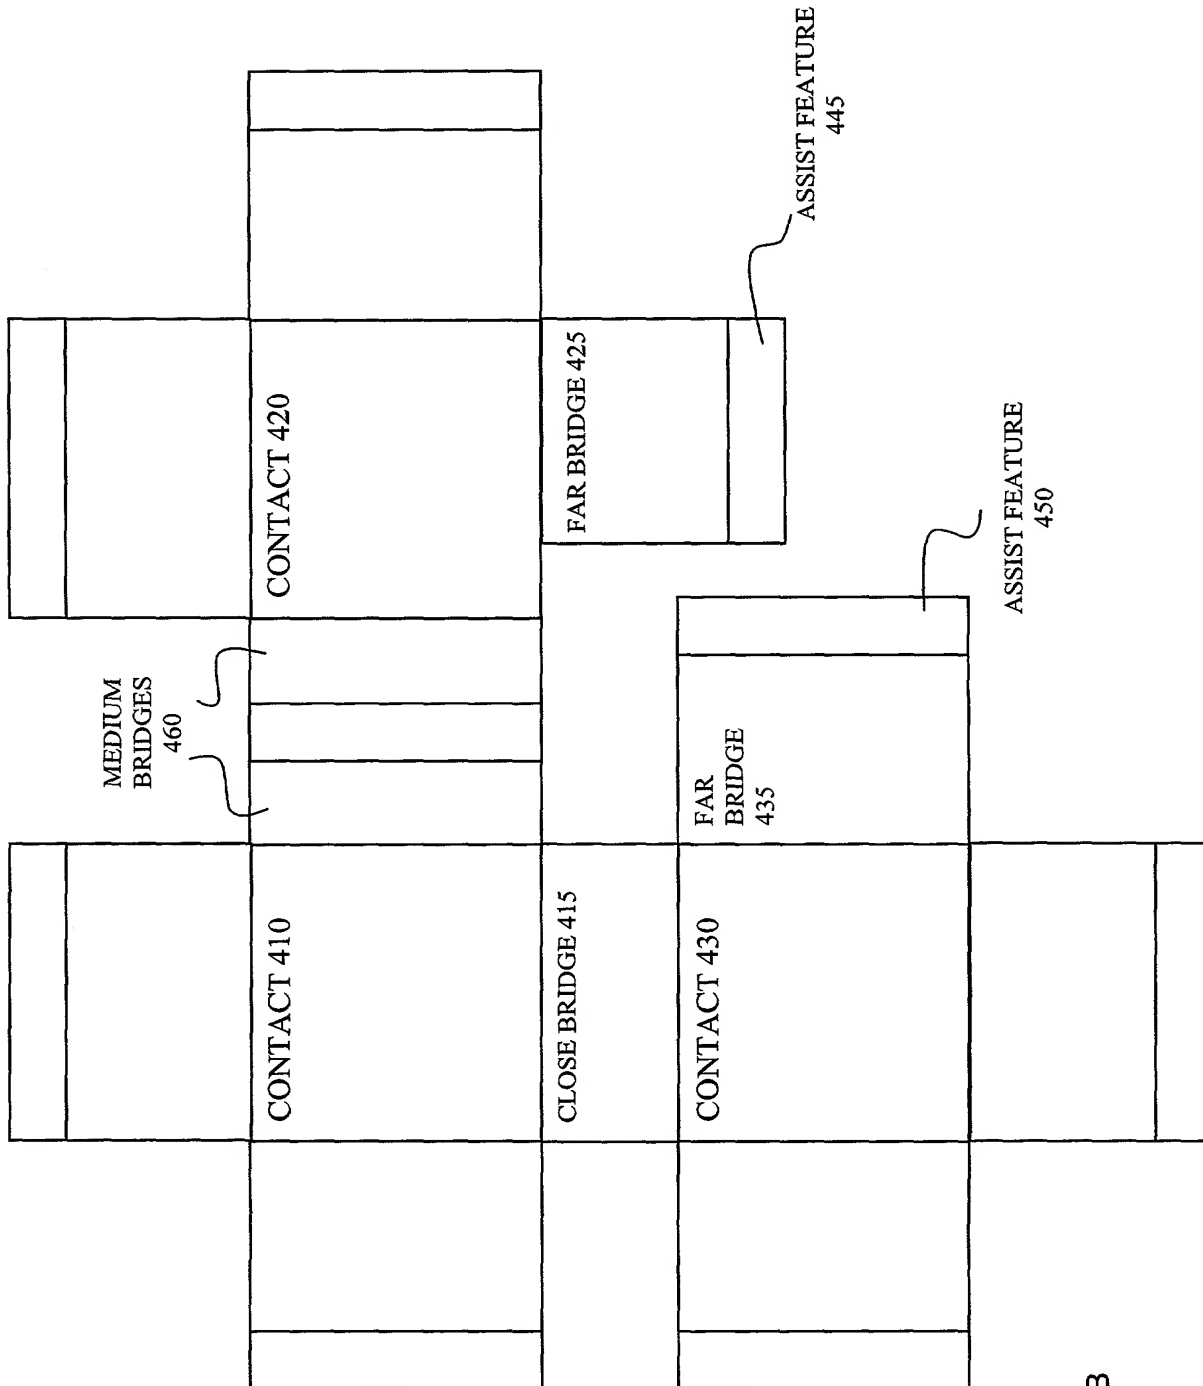 ASSIST FEATURE
445
CONTACT 420
FAR BRIDGE 425
ASSIST FEATURE
450
MEDIUM
BRIDGES
460
FAR
BRIDGE
435
CONTACT 410
CLOSE BRIDGE 415
CONTACT 430